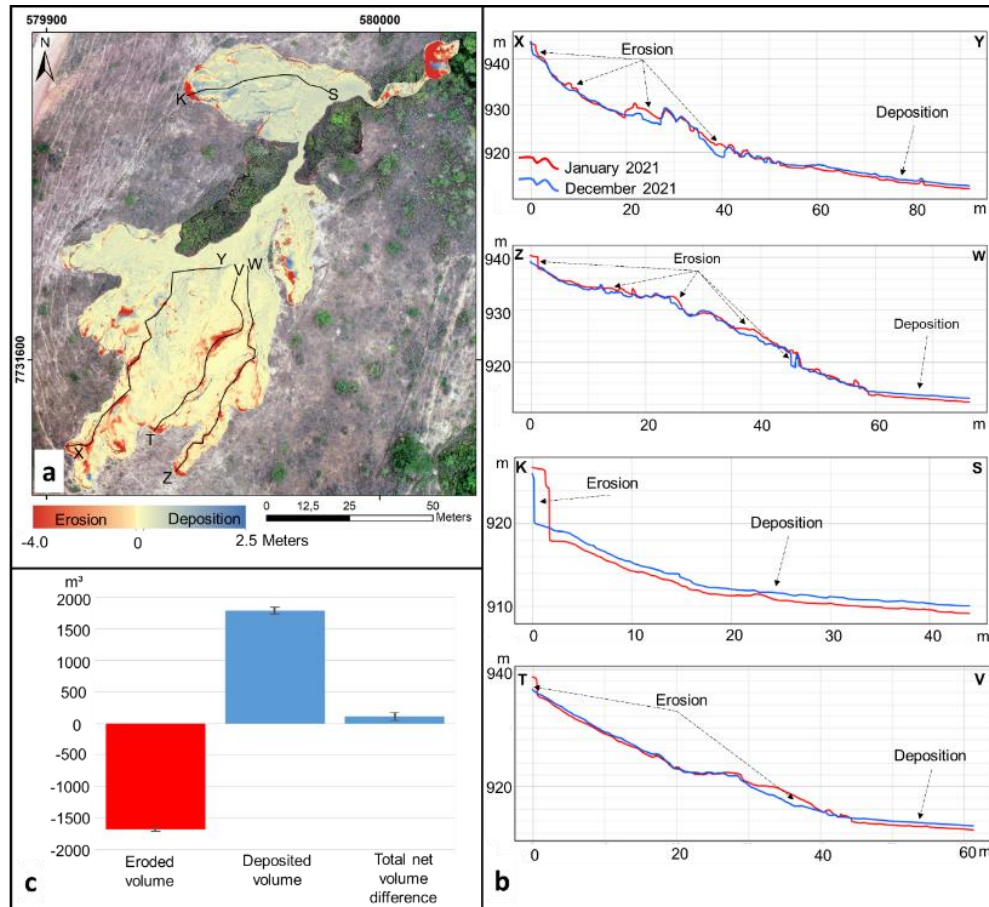 579900
580000
N
K
S
Y
V
W
7731600
7731600
X
T
Z
a
Erosion
Deposition
-4.0
0
2.5 Meters
0
12,5
25
50
Meters
m³
2000
1500
1000
500
0
-500
-1000
-1500
-2000
Eroded volume
Deposited volume
Total net volume difference
c
X
Y
m
940
930
920
Erosion
Deposition
January 2021
December 2021
0
20
40
60
80
m
m
Z
W
940
930
920
Erosion
Deposition
0
20
40
60
m
m
K
S
920
910
Erosion
Deposition
0
10
20
30
40
m
m
T
V
940
920
Erosion
Deposition
0
20
40
60
m
b